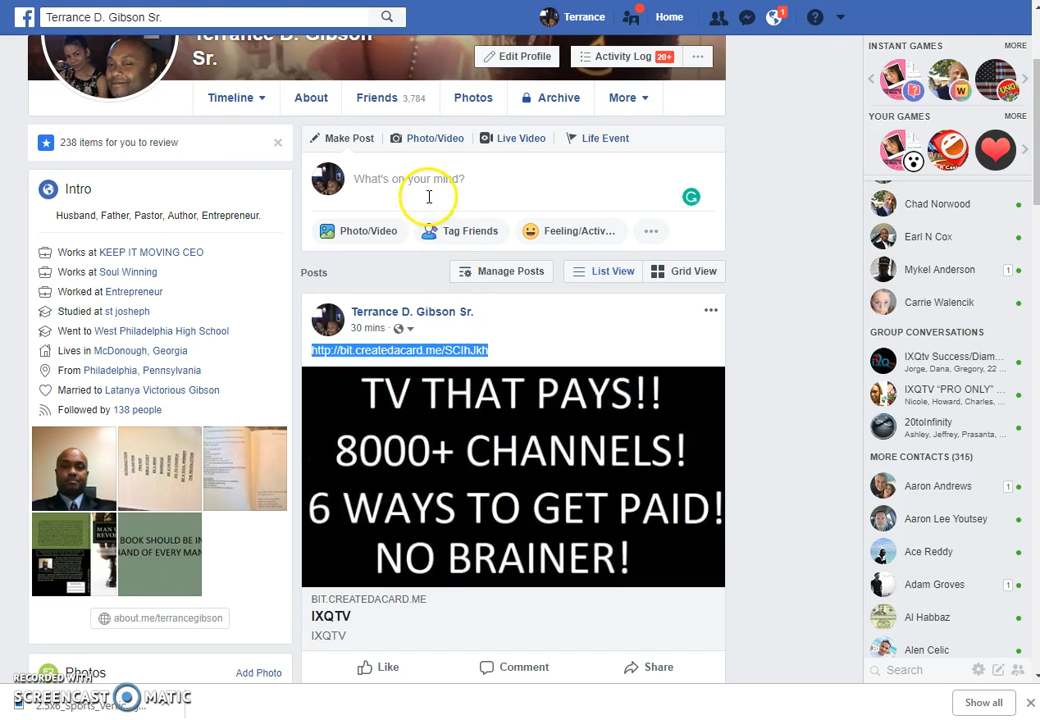 Terrance D. Gibson Sr.
Terrance
Home
1
Terrance D. Gibson
Sr.
Edit Profile
Activity Log 20+
Timeline
About
Friends 3,784
Photos
Archive
More
238 items for you to review
Intro
Husband, Father, Pastor, Author, Entrepreneur.
Works at KEEP IT MOVING CEO
Works at Soul Winning
Worked at Entrepreneur
Studied at st josheph
Went to West Philadelphia High School
Lives in McDonough, Georgia
From Philadelphia, Pennsylvania
Married to Latanya Victorious Gibson
Followed by 138 people
BOOK SHOULD BE IN
AND OF EVERY MAN
about.me/terrancegibson
Photos
Add Photo
Make Post
Photo/Video
Live Video
Life Event
What's on your mind?
Photo/Video
Tag Friends
Feeling/Activ...
Posts
Manage Posts
List View
Grid View
Terrance D. Gibson Sr.
30 mins
http://bit.createdacard.me/SCIhJkh
TV THAT PAYS!!
8000+ CHANNELS!
6 WAYS TO GET PAID!
NO BRAINER!
BIT.CREATEDACARD.ME
IXQTV
IXQTV
Like
Comment
Share
INSTANT GAMES
MORE
YOUR GAMES
MORE
Chad Norwood
Earl N Cox
Mykel Anderson
1
Carrie Walencik
GROUP CONVERSATIONS
IXQtv Success/Diam...
Jorge, Dana, Gregory, 22 ...
IXQTV "PRO ONLY" ...
Nicole, Howard, Charles, ...
20toInfinity
Ashley, Jeffrey, Prasanta, ...
MORE CONTACTS (315)
Aaron Andrews
1
Aaron Lee Youtsey
Ace Reddy
Adam Groves
1
Al Habbaz
Alen Celic
Search
RECORDED WITH
SCREENCAST MATIC
Show all